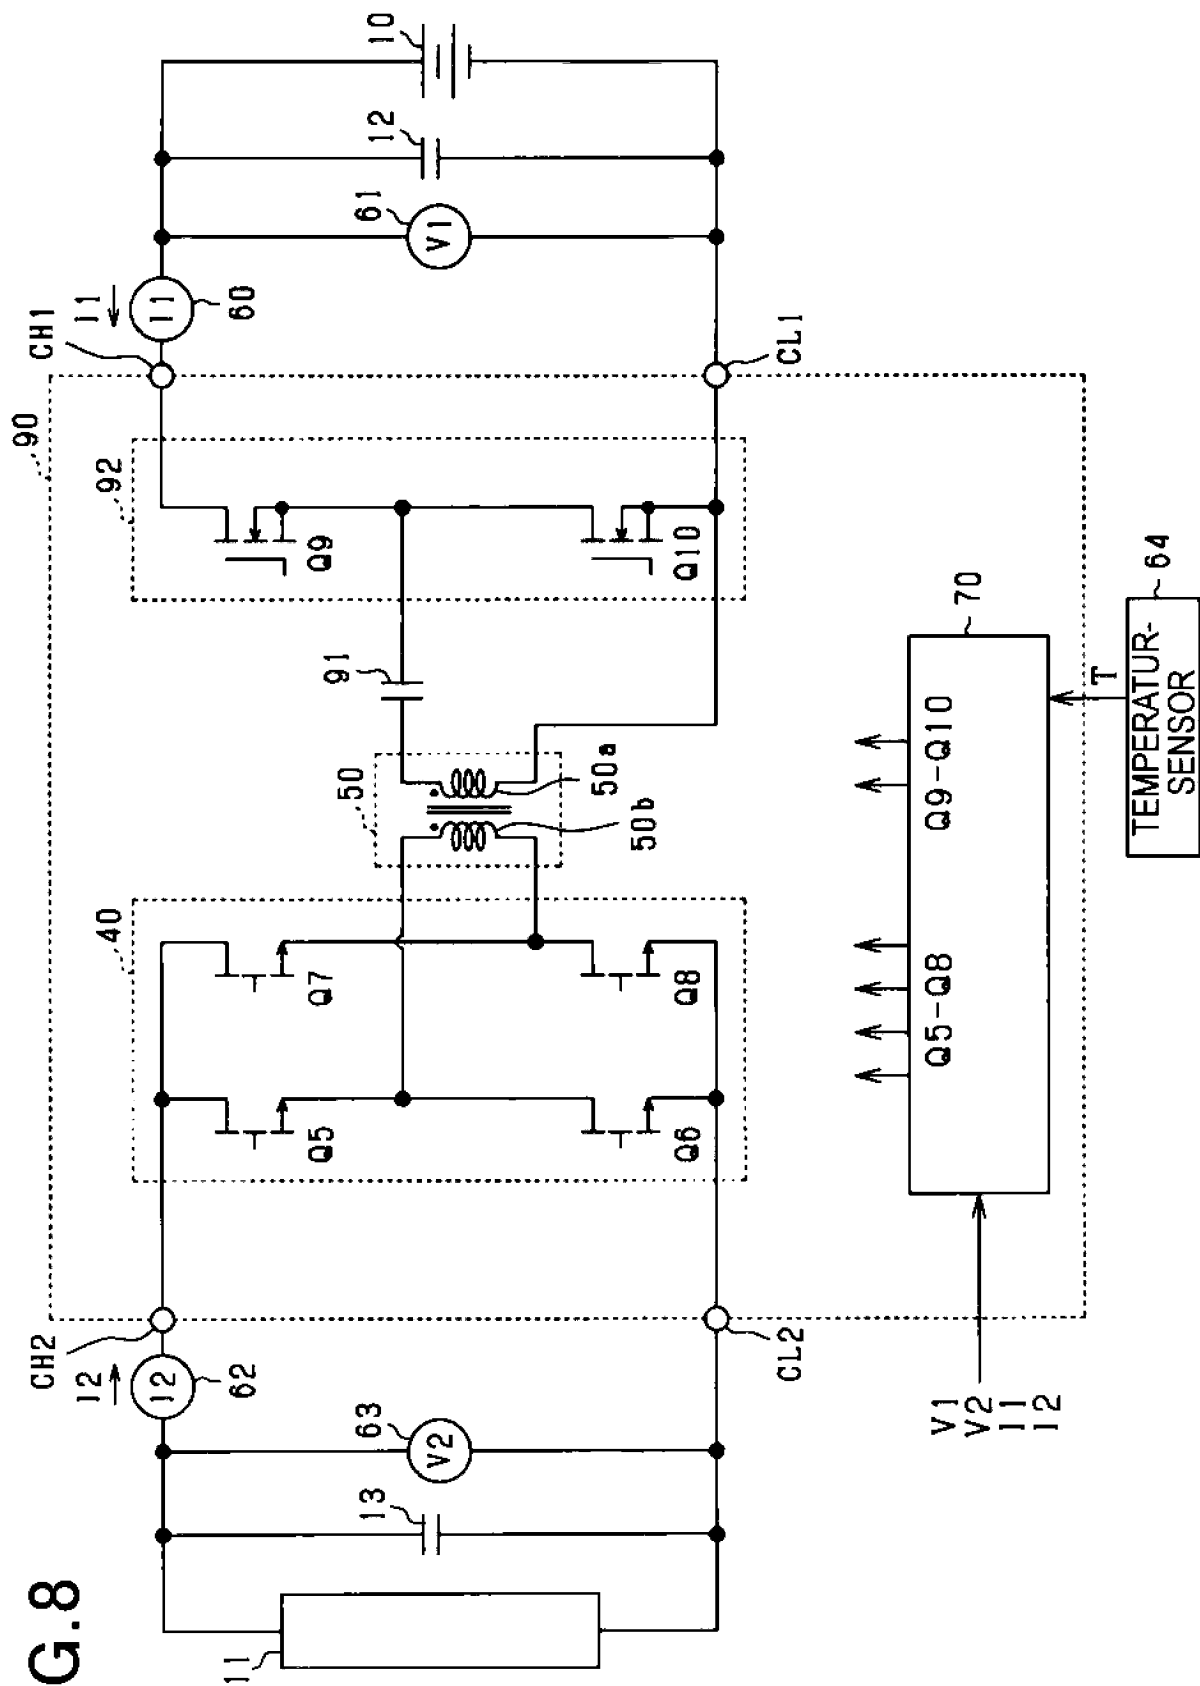 G.8
90
CH2
I2
I2
62
CH1
I1
I1
60
40
92
Q5
Q7
50
91
Q9
11
13
63
V2
61
V1
12
10
50b
50a
Q6
Q8
Q10
CL2
CL1
70
V1
V2
I1
I2
Q5-Q8
Q9-Q10
T
64
TEMPERATUR-
SENSOR